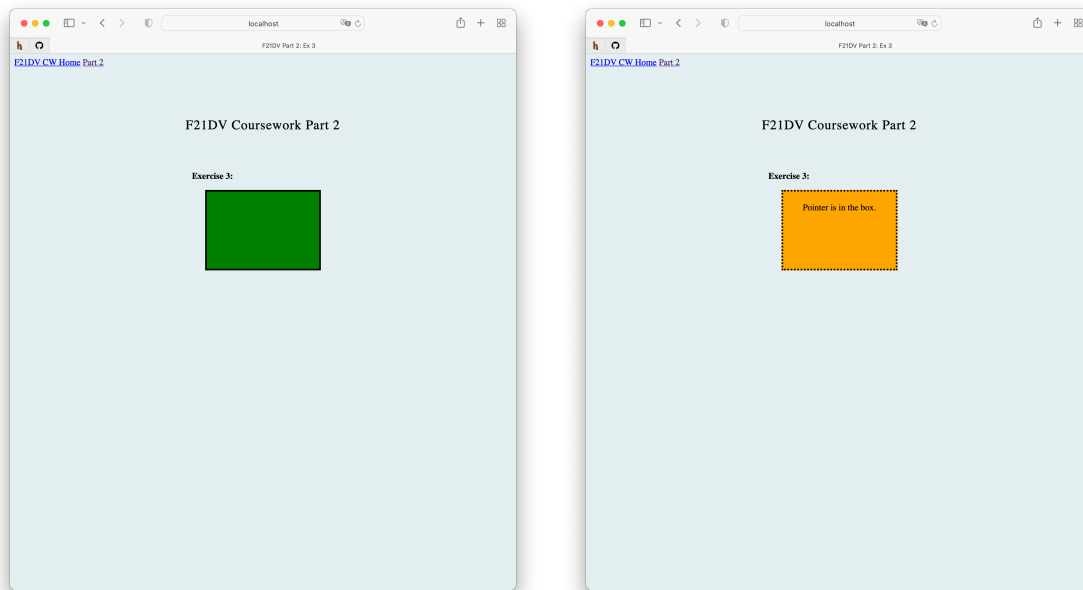 localhost
F21DV Part 2: Ex 3
F21DV CW Home Part 2
F21DV Coursework Part 2
Exercise 3:
localhost
F21DV Part 2: Ex 3
F21DV CW Home Part 2
F21DV Coursework Part 2
Exercise 3:
Pointer is in the box.